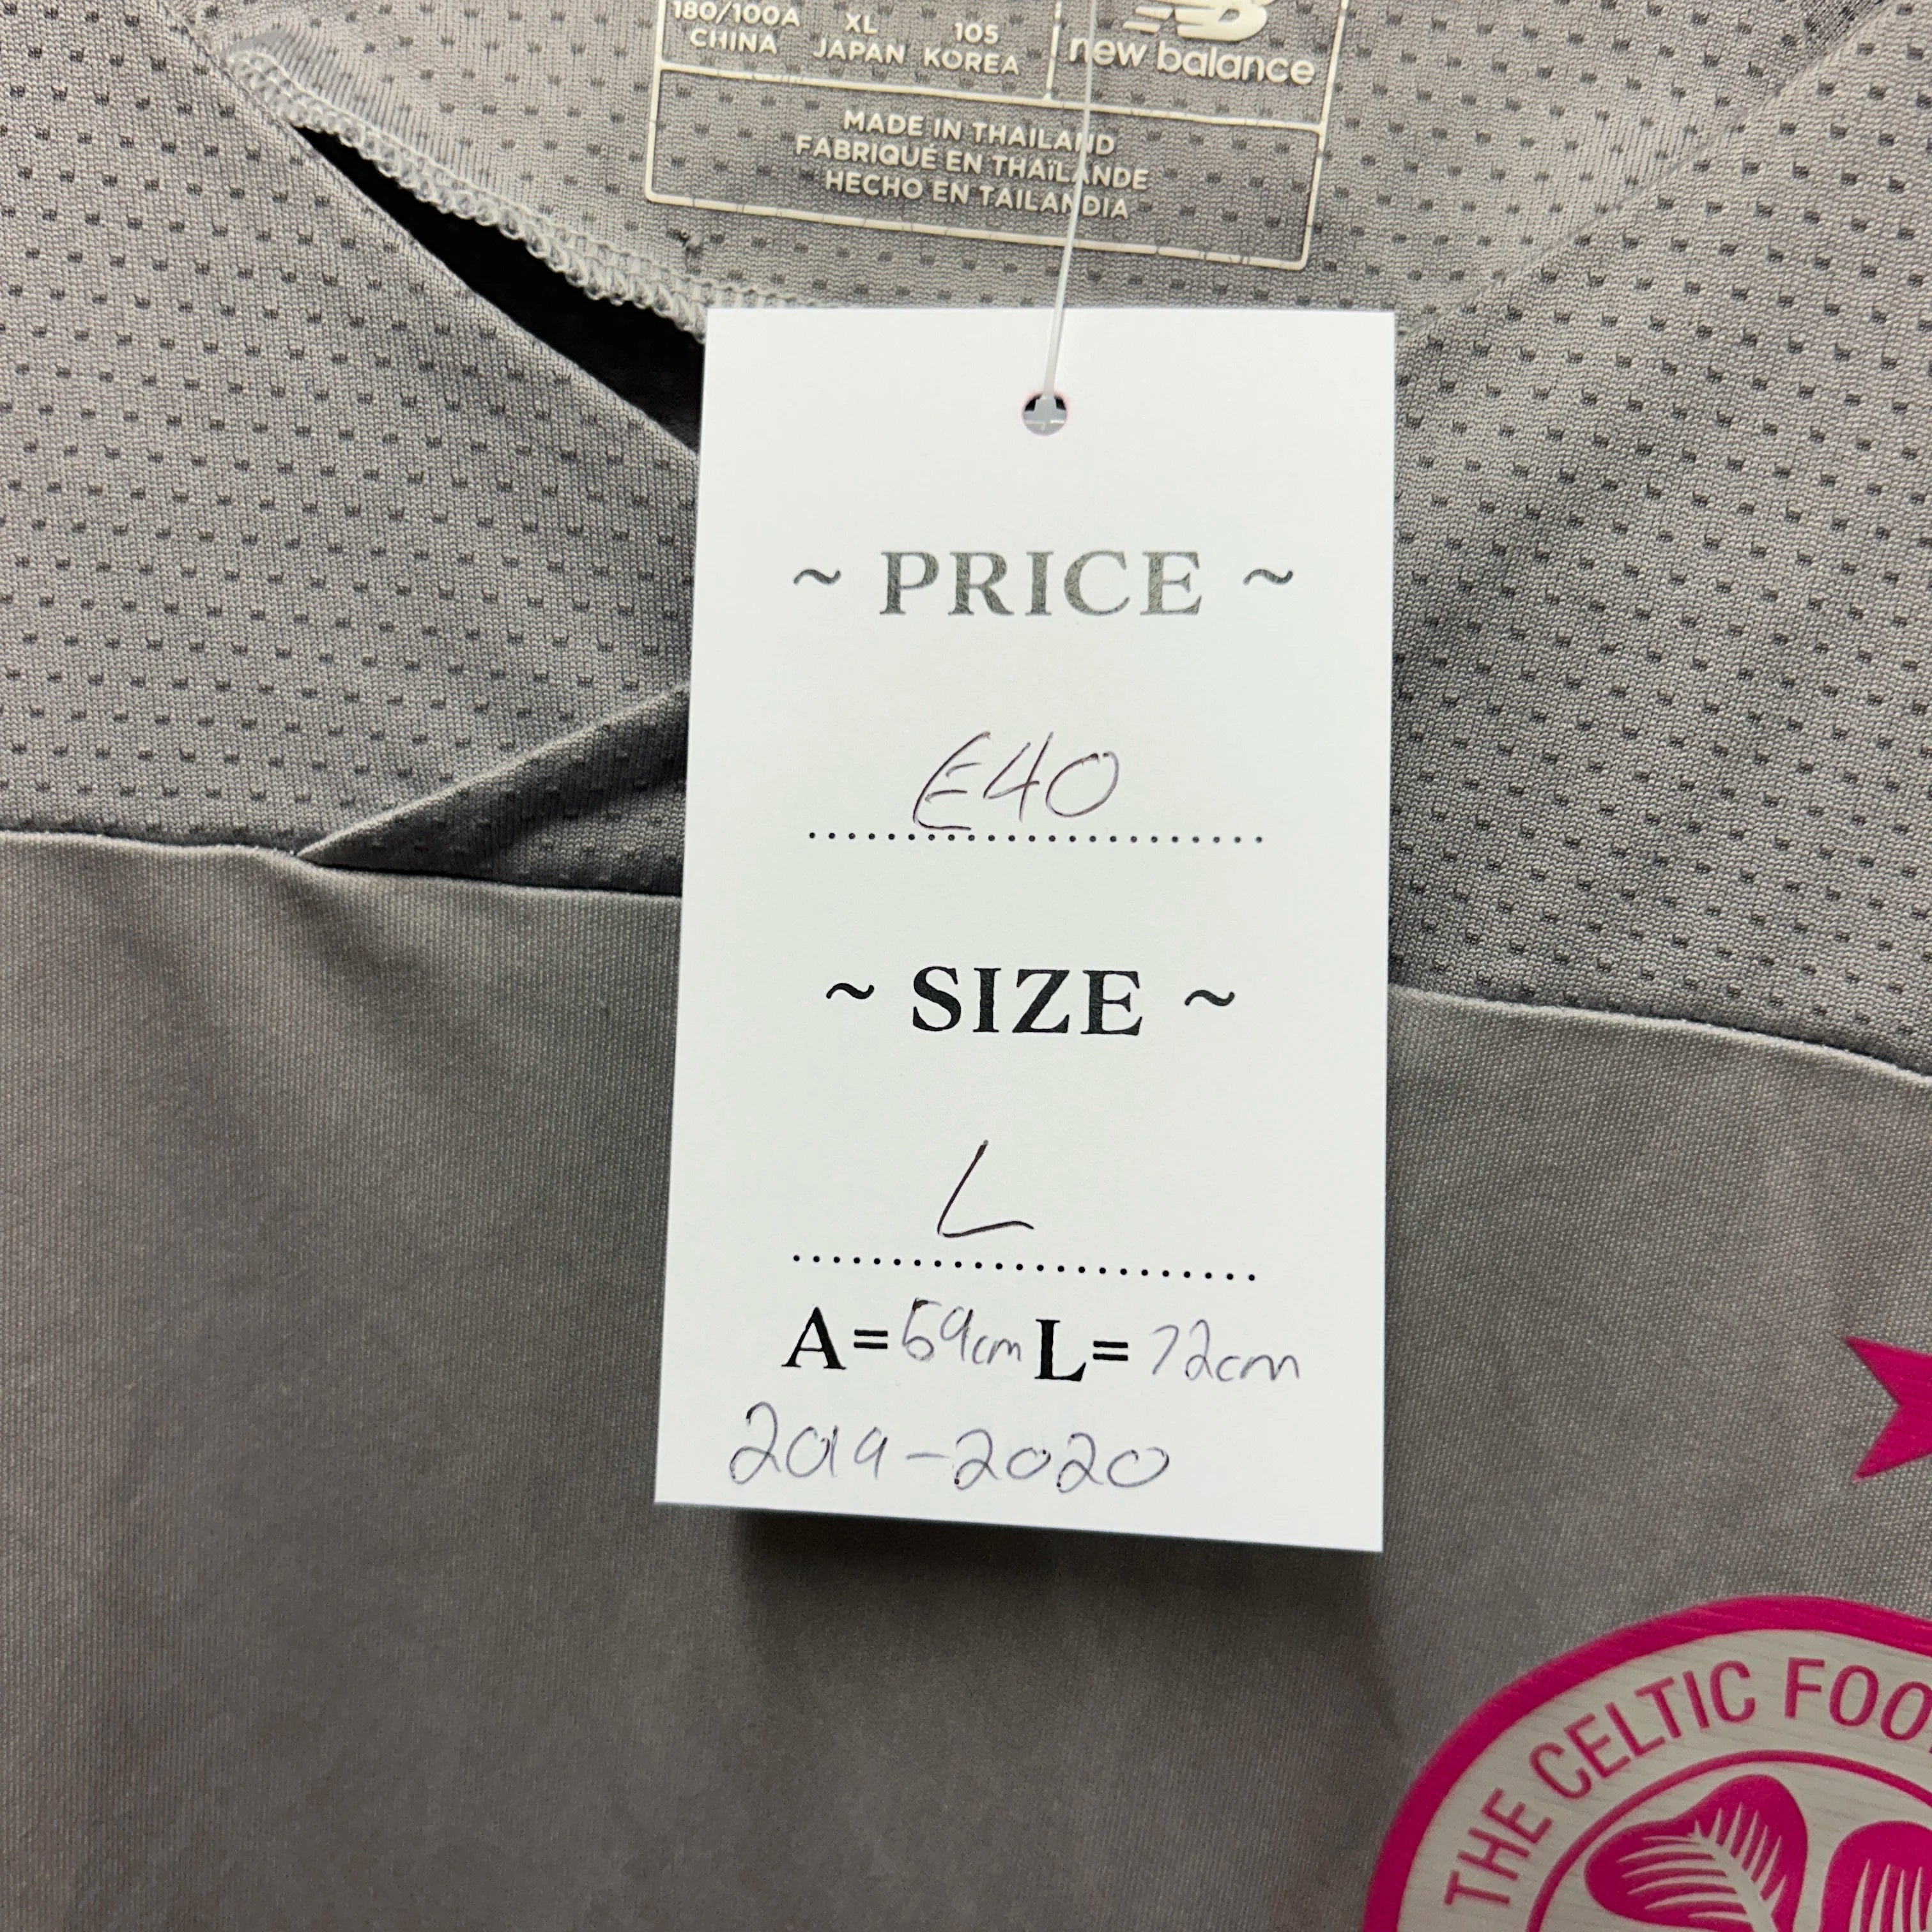 180/100A XL 105
CHINA JAPAN KOREA
new balance
MADE IN THAILAND
FABRIQUÉ EN THAÏLANDE
HECHO EN TAILANDIA
~ PRICE ~
£40
~ SIZE ~
L
A=59cm L=72cm
2019-2020
THE CELTIC FOO